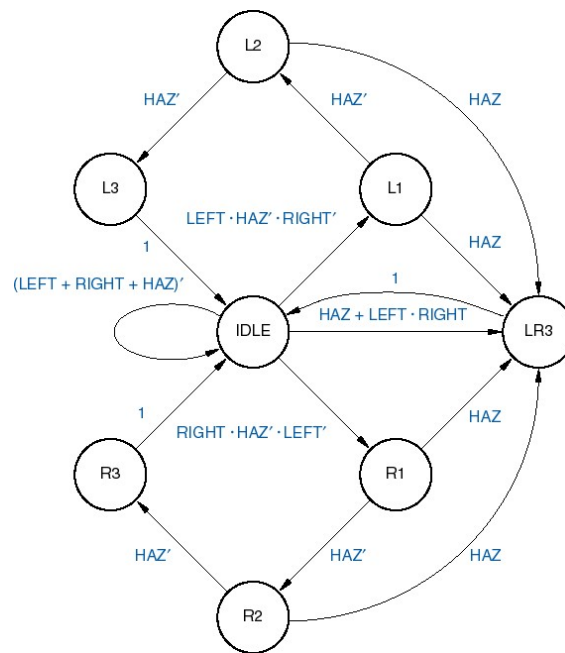 L2
HAZ′
HAZ′
HAZ
L3
L1
LEFT · HAZ′ · RIGHT′
1
HAZ
(LEFT + RIGHT + HAZ)′
1
HAZ + LEFT · RIGHT
IDLE
LR3
1
RIGHT · HAZ′ · LEFT′
HAZ
R3
R1
HAZ′
HAZ′
HAZ
R2